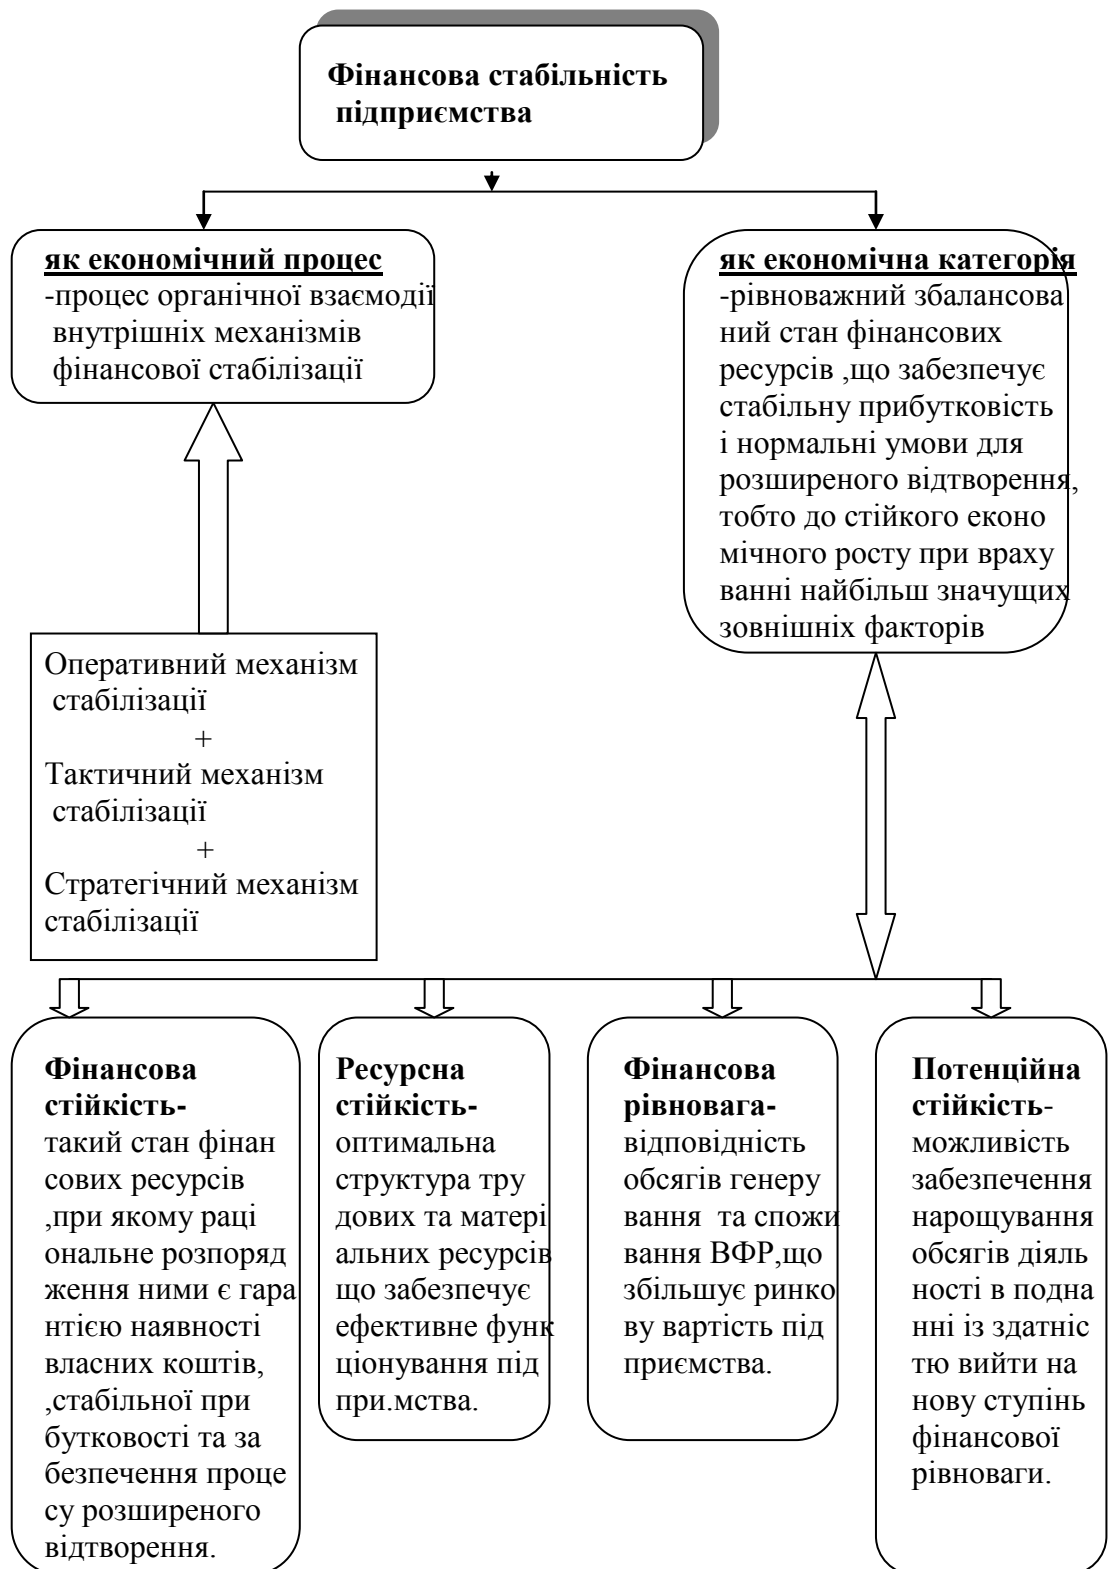 Фінансова стабільність
підприємства
як економічний процес
-процес органічної взаємодії
внутрішніх механізмів
фінансової стабілізації
як економічна категорія
-рівноважний збалансова
ний стан фінансових
ресурсів ,що забезпечує
стабільну прибутковість
і нормальні умови для
розширеного відтворення,
тобто до стійкого еконо
мічного росту при враху
ванні найбільш значущих
зовнішніх факторів
Оперативний механізм
стабілізації
+
Тактичний механізм
стабілізації
+
Стратегічний механізм
стабілізації
Фінансова
стійкість-
такий стан фінан
сових ресурсів
,при якому раці
ональне розпоряд
ження ними є гара
нтією наявності
власних коштів,
,стабільної при
бутковості та за
безпечення проце
су розширеного
відтворення.
Ресурсна
стійкість-
оптимальна
структура тру
дових та матері
альних ресурсів
що забезпечує
ефективне функ
ціонування під
при.мства.
Фінансова
рівновага-
відповідність
обсягів генеру
вання та спожи
вання ВФР,що
збільшує ринко
ву вартість під
приємства.
Потенційна
стійкість-
можливість
забезпечення
нарощування
обсягів діяль
ності в подна
нні із здатніс
тю вийти на
нову ступінь
фінансової
рівноваги.